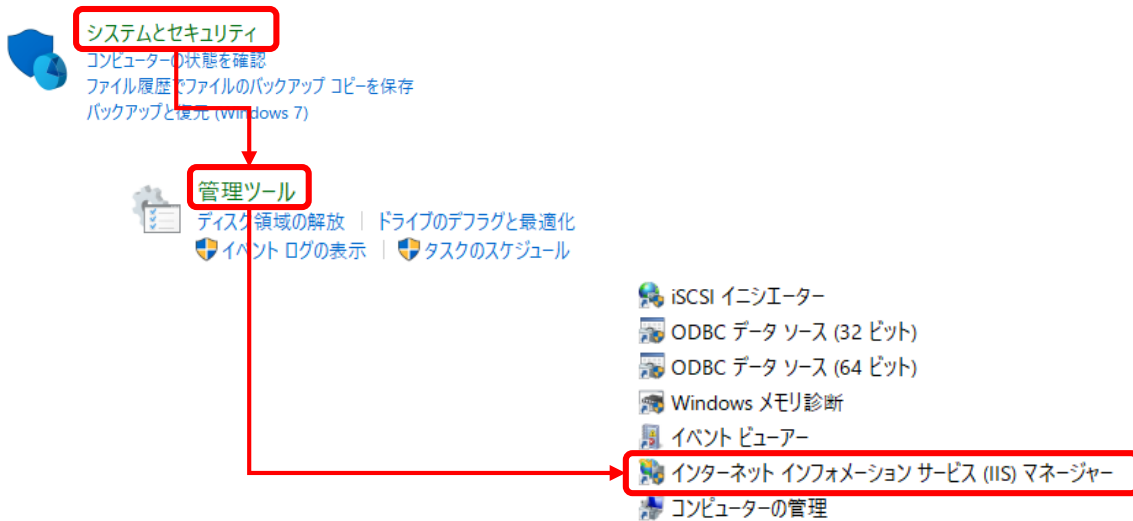 システムとセキュリティ
コンピューターの状態を確認
ファイル履歴でファイルのバックアップ コピーを保存
バックアップと復元 (Windows 7)
管理ツール
ディスク領域の解放 | ドライブのデフラグと最適化
イベント ログの表示 | タスクのスケジュール
iSCSI イニシエーター
ODBC データ ソース (32 ビット)
ODBC データ ソース (64 ビット)
Windows メモリ診断
イベント ビューアー
インターネット インフォメーション サービス (IIS) マネージャー
コンピューターの管理